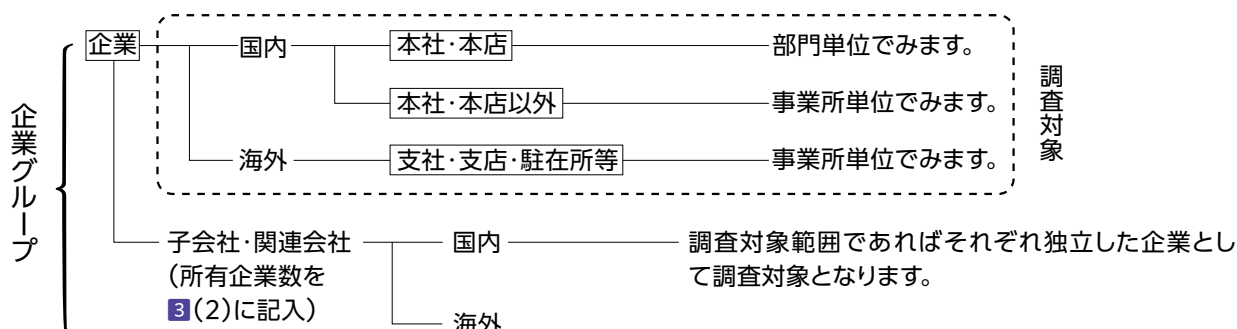 企業グループ
企業
国内
本社・本店
部門単位でみます。
本社・本店以外
事業所単位でみます。
海外
支社・支店・駐在所等
事業所単位でみます。
調査対象
子会社・関連会社
(所有企業数を
3(2)に記入)
国内
調査対象範囲であればそれぞれ独立した企業とし
て調査対象となります。
海外